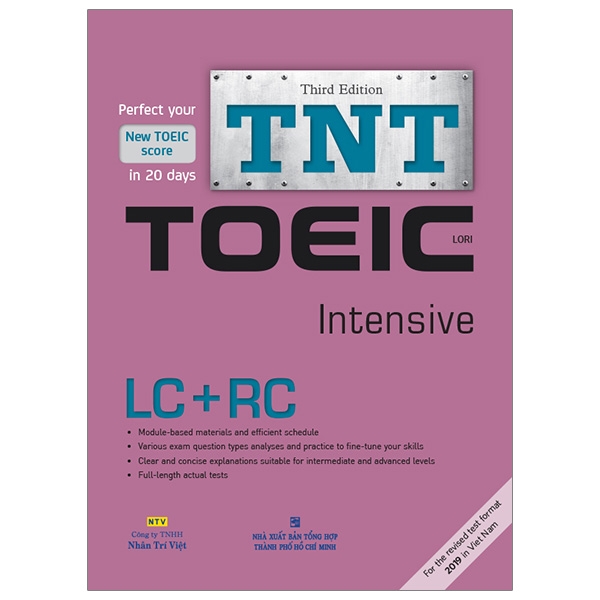 Third Edition
TNT
Perfect your
New TOEIC
score
in 20 days
TOEIC
LORI
Intensive
LC + RC
• Module-based materials and efficient schedule
• Various exam question types analyses and practice to fine-tune your skills
• Clear and concise explanations suitable for intermediate and advanced levels
• Full-length actual tests
NTV
Công ty TNHH
Nhân Trí Việt
NHÀ XUẤT BẢN TỔNG HỢP
THÀNH PHỐ HỒ CHÍ MINH
For the revised test format
2019 in Viet Nam